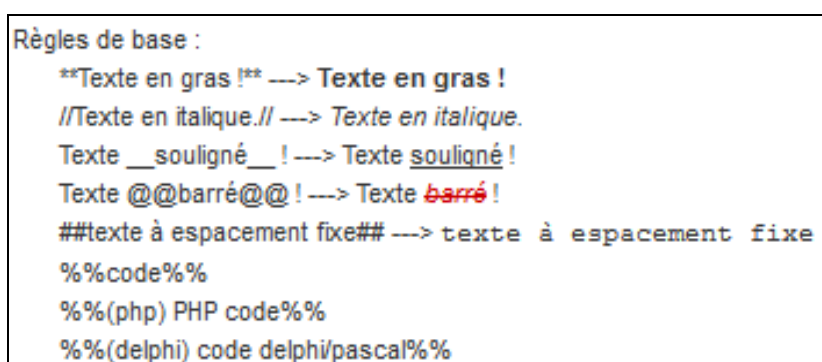 Règles de base :
**Texte en gras !** ----> Texte en gras !
//Texte en italique.// ----> Texte en italique.
Texte __souligné__ ! ----> Texte souligné !
Texte @@barré@@ ! ----> Texte barré !
##texte à espacement fixe## ----> texte à espacement fixe
%%code%%
%%(php) PHP code%%
%%(delphi) code delphi/pascal%%